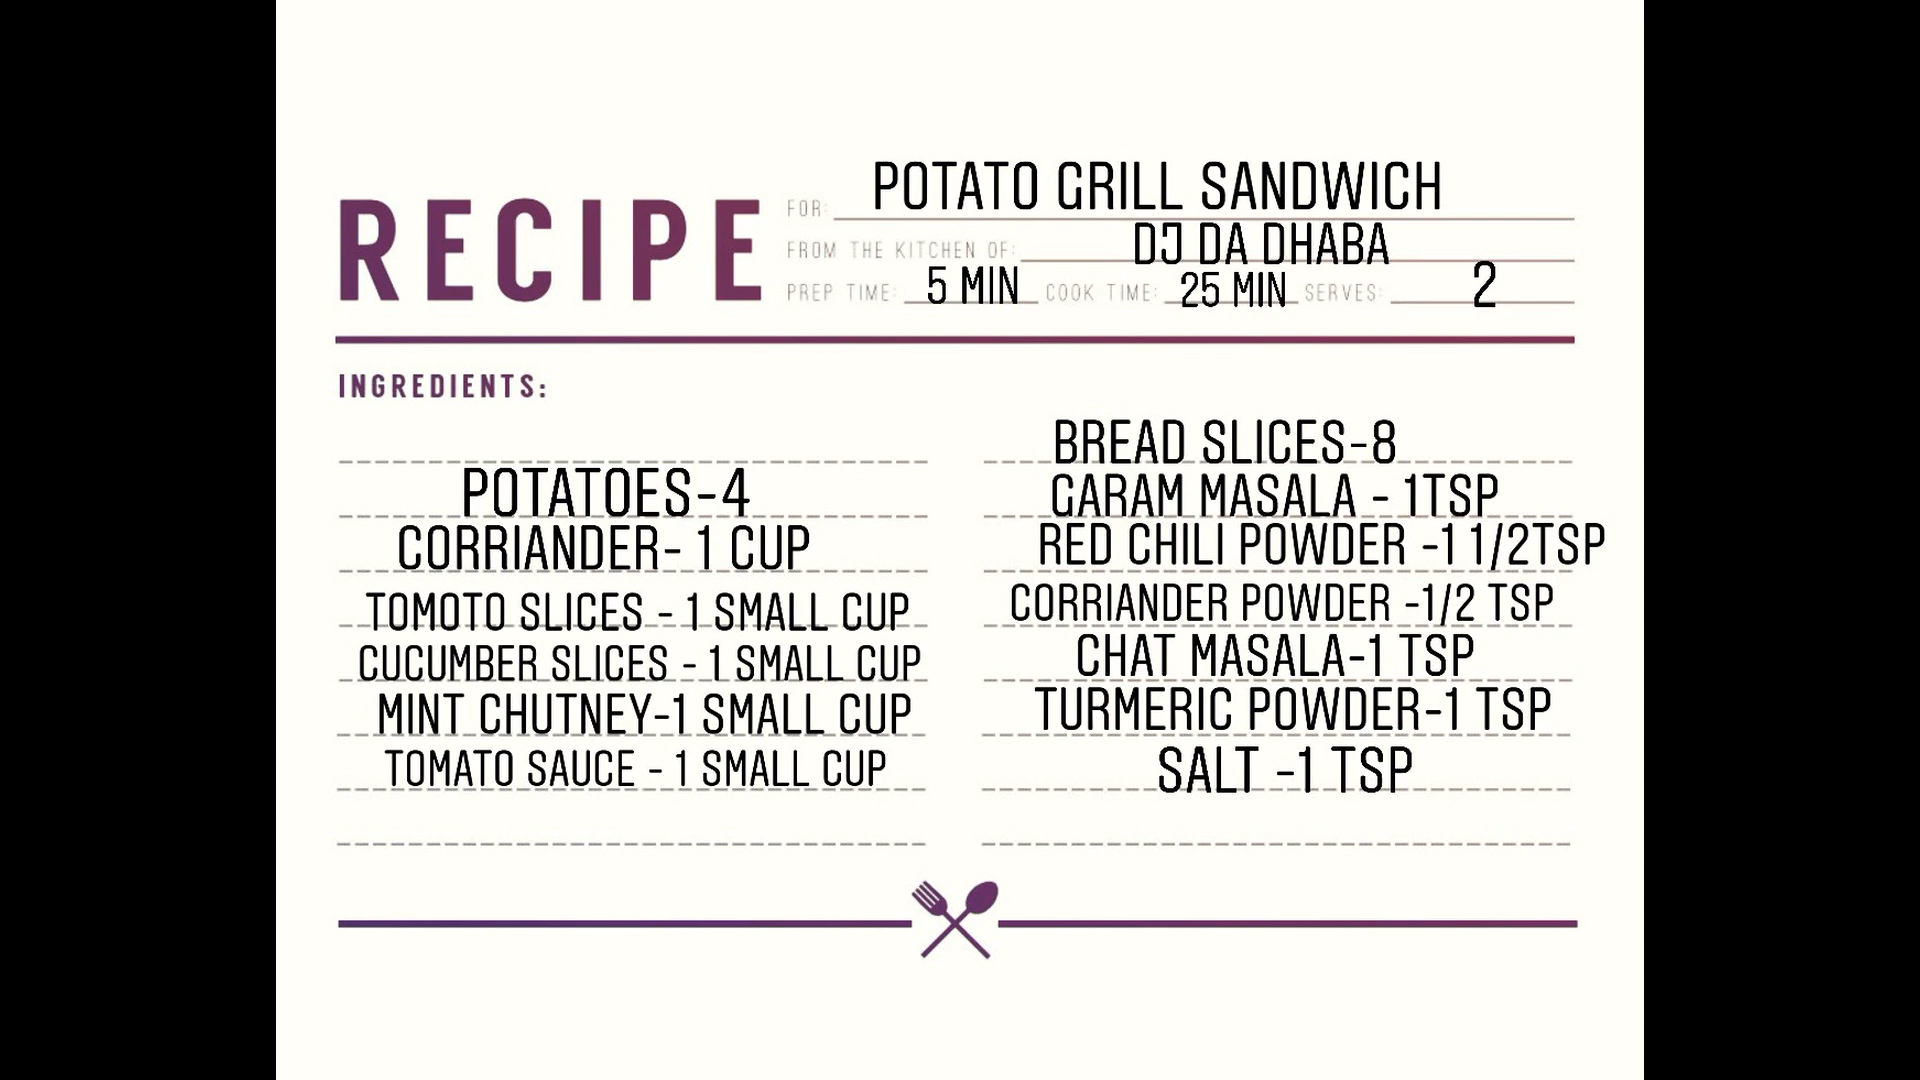 RECIPE
FOR: POTATO GRILL SANDWICH
FROM THE KITCHEN OF: DJ DA DHABA
PREP TIME: 5 MIN COOK TIME: 25 MIN SERVES: 2
INGREDIENTS:
POTATOES-4
CORRIANDER- 1 CUP
TOMOTO SLICES - 1 SMALL CUP
CUCUMBER SLICES - 1 SMALL CUP
MINT CHUTNEY-1 SMALL CUP
TOMATO SAUCE - 1 SMALL CUP
BREAD SLICES-8
GARAM MASALA - 1TSP
RED CHILI POWDER -1 1/2TSP
CORRIANDER POWDER -1/2 TSP
CHAT MASALA-1 TSP
TURMERIC POWDER-1 TSP
SALT -1 TSP